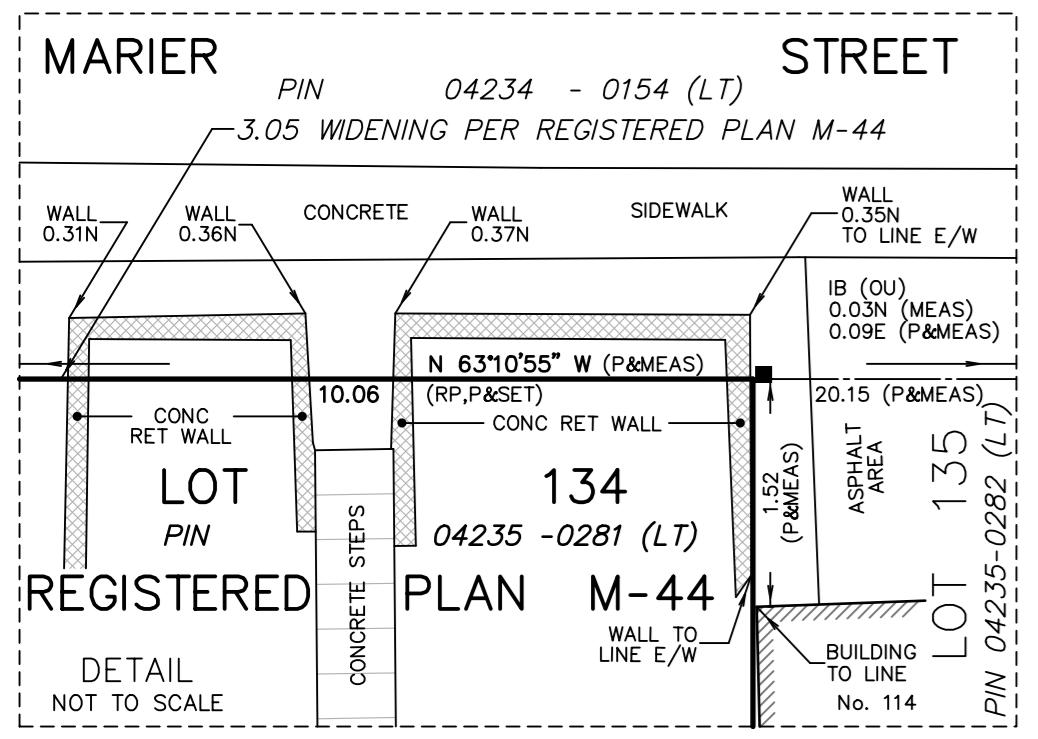 MARIER STREET
PIN 04234 - 0154 (LT)
3.05 WIDENING PER REGISTERED PLAN M-44
WALL
0.31N
WALL
0.36N
CONCRETE SIDEWALK
WALL
0.37N
WALL
0.35N
TO LINE E/W
IB (OU)
0.03N (MEAS)
0.09E (P&MEAS)
N 63°10'55" W (P&MEAS)
10.06 (RP,P&SET)
20.15 (P&MEAS)
CONC
RET WALL
CONC RET WALL
1.52
(P&MEAS)
ASPHALT
AREA
LOT 134
PIN 04235 -0281 (LT)
REGISTERED PLAN M-44
CONCRETE STEPS
LOT 135
PIN 04235-0282 (LT)
WALL TO
LINE E/W
BUILDING
TO LINE
No. 114
DETAIL
NOT TO SCALE